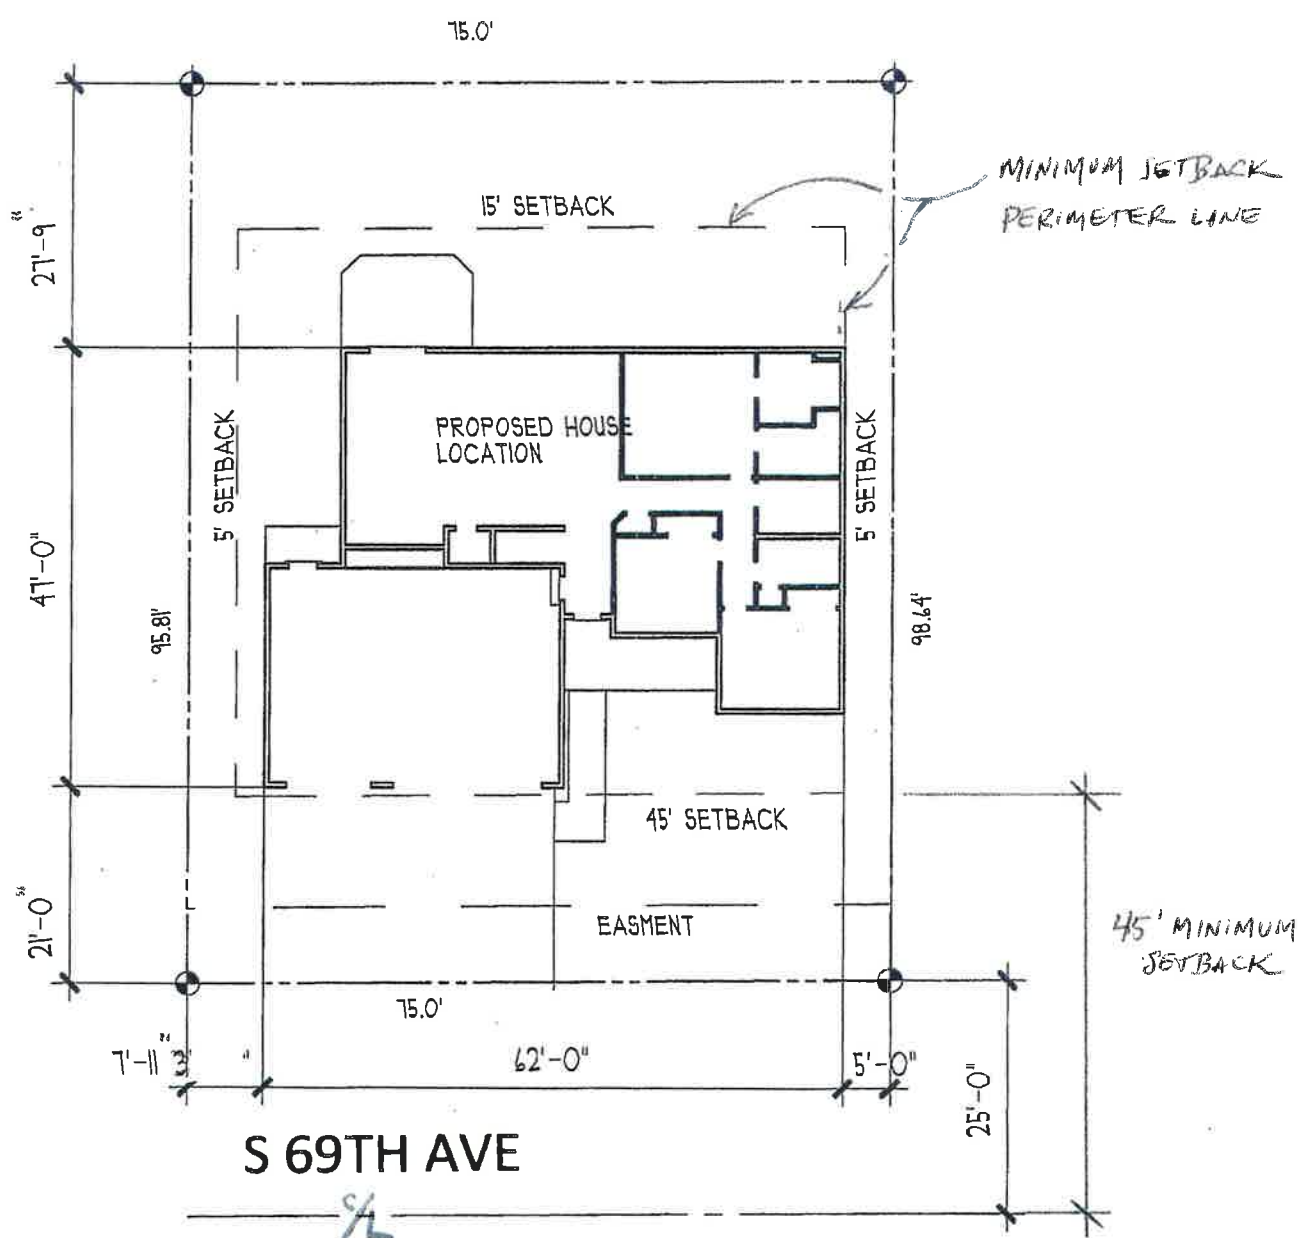 75.0'
MINIMUM SETBACK
PERIMETER LINE
15' SETBACK
27'-9"
PROPOSED HOUSE
LOCATION
5' SETBACK
5' SETBACK
47'-0"
95.81'
98.64'
45' SETBACK
21'-0"
EASMENT
45' MINIMUM
SETBACK
75.0'
7'-11"
62'-0"
5'-0"
25'-0"
S 69TH AVE
C/L